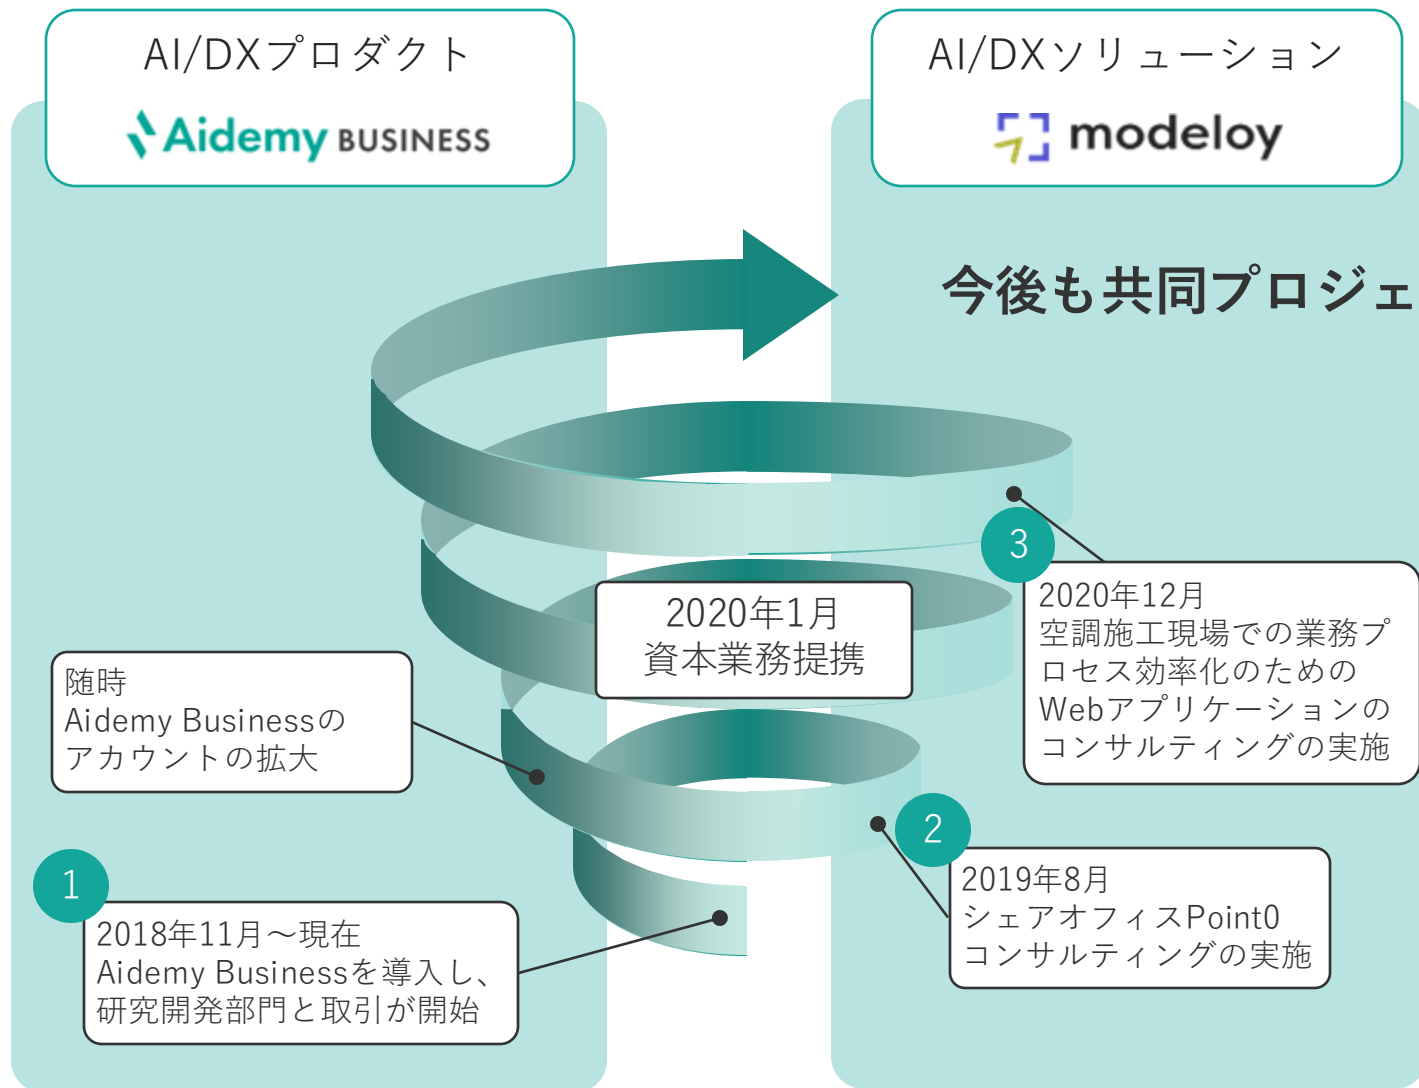 AI/DXプロダクト
Aidemy BUSINESS
AI/DXソリューション
modeloy
今後も共同プロジェ
3
2020年12月
空調施工現場での業務プ
ロセス効率化のための
Webアプリケーションの
コンサルティングの実施
2020年1月
資本業務提携
随時
Aidemy Businessの
アカウントの拡大
2
2019年8月
シェアオフィスPoint0
コンサルティングの実施
1
2018年11月～現在
Aidemy Businessを導入し、
研究開発部門と取引が開始